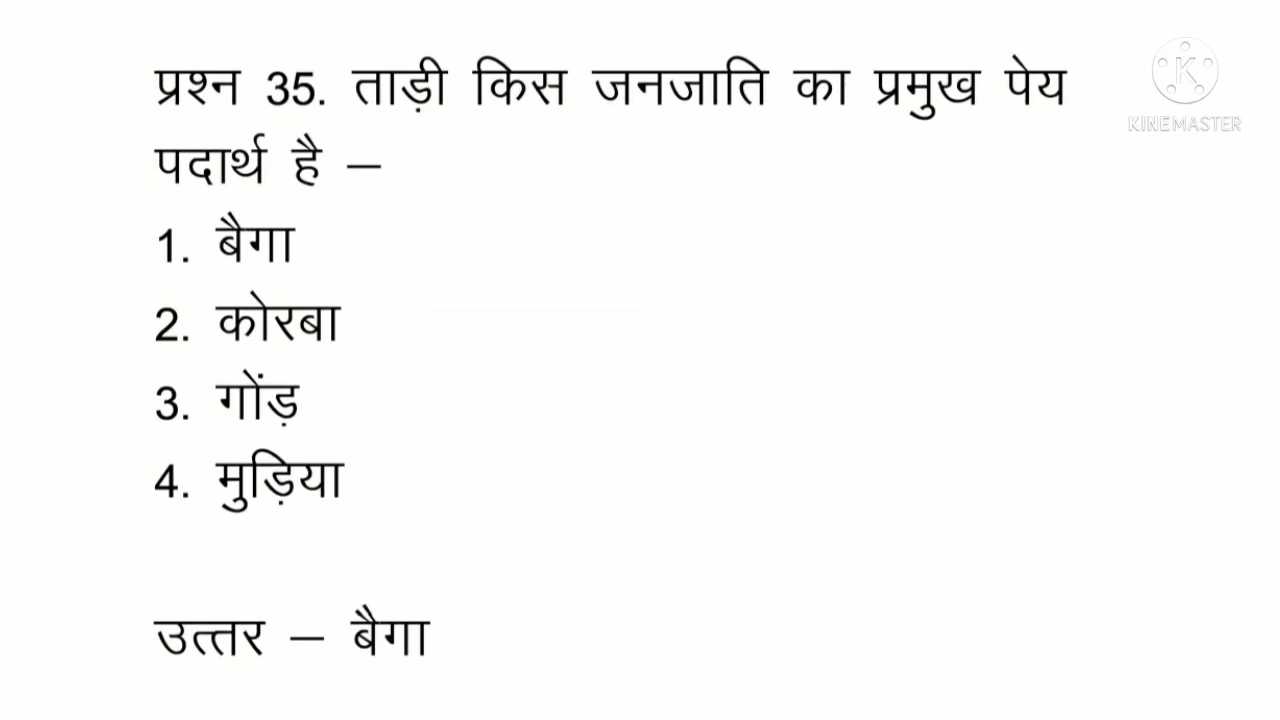 प्रश्न 35. ताड़ी किस जनजाति का प्रमुख पेय
पदार्थ है –
1. बैगा
2. कोरबा
3. गोंड़
4. मुड़िया
उत्तर – बैगा
K
KINEMASTER